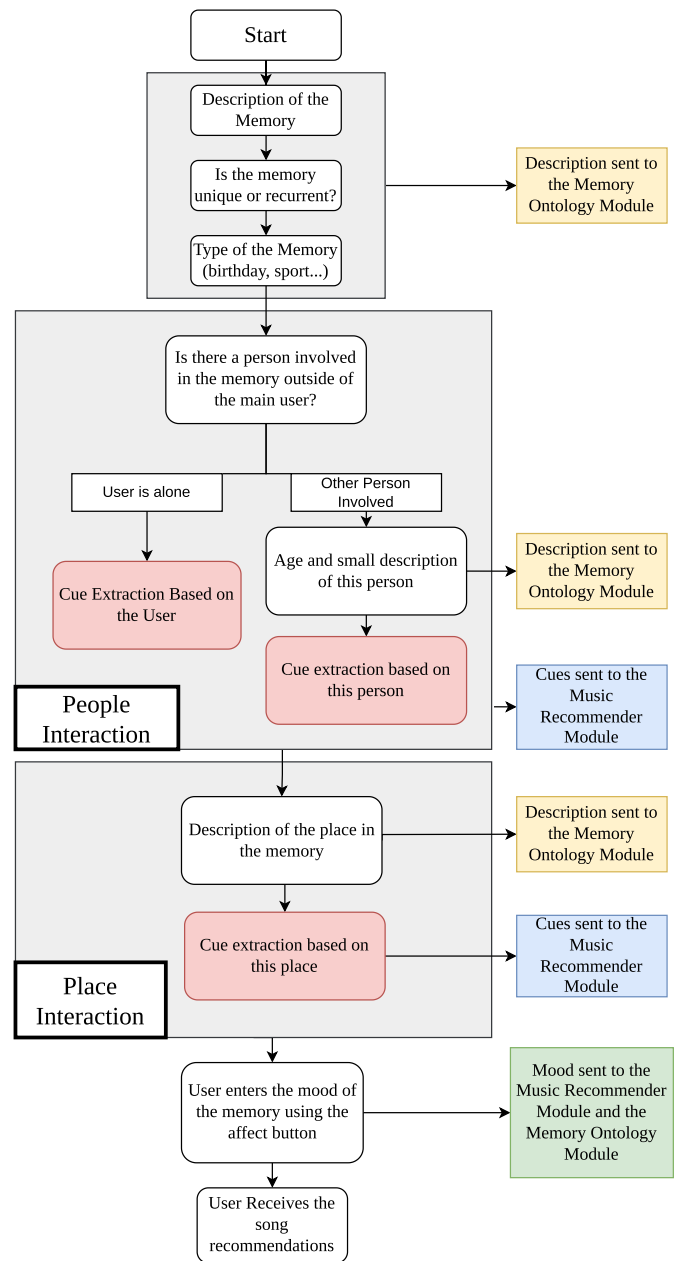 Start
Description of the
Memory
Is the memory
unique or recurrent?
Type of the Memory
(birthday, sport...)
Description sent to
the Memory
Ontology Module
Is there a person involved
in the memory outside of
the main user?
User is alone
Other Person
Involved
Cue Extraction Based on
the User
Age and small description
of this person
Description sent to
the Memory
Ontology Module
Cue extraction based on
this person
Cues sent to the
Music
Recommender
Module
People
Interaction
Description of the place in
the memory
Description sent to
the Memory
Ontology Module
Cue extraction based on
this place
Cues sent to the
Music
Recommender
Module
Place
Interaction
User enters the mood of
the memory using the
affect button
Mood sent to the
Music Recommender
Module and the
Memory Ontology
Module
User Receives the
song
recommendations